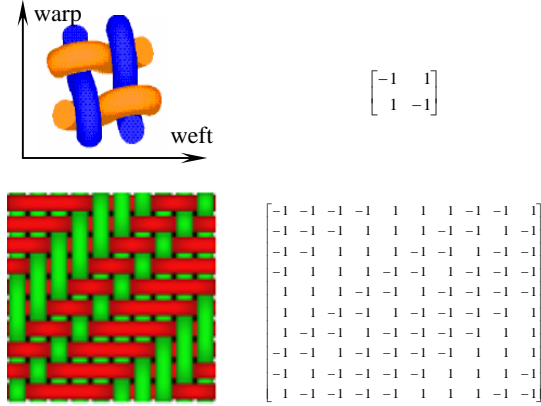 warp
weft
-1 1
1 -1
-1 -1 -1 -1 1 1 1 -1 -1 1
-1 -1 -1 1 1 1 -1 -1 1 -1
-1 -1 1 1 1 -1 -1 1 -1 -1
-1 1 1 1 -1 -1 1 -1 -1 -1
1 1 1 -1 -1 1 -1 -1 -1 -1
1 1 -1 -1 1 -1 -1 -1 -1 1
1 -1 -1 1 -1 -1 -1 -1 1 1
-1 -1 1 -1 -1 -1 -1 1 1 1
-1 1 -1 -1 -1 -1 1 1 1 -1
1 -1 -1 -1 -1 1 1 1 -1 -1